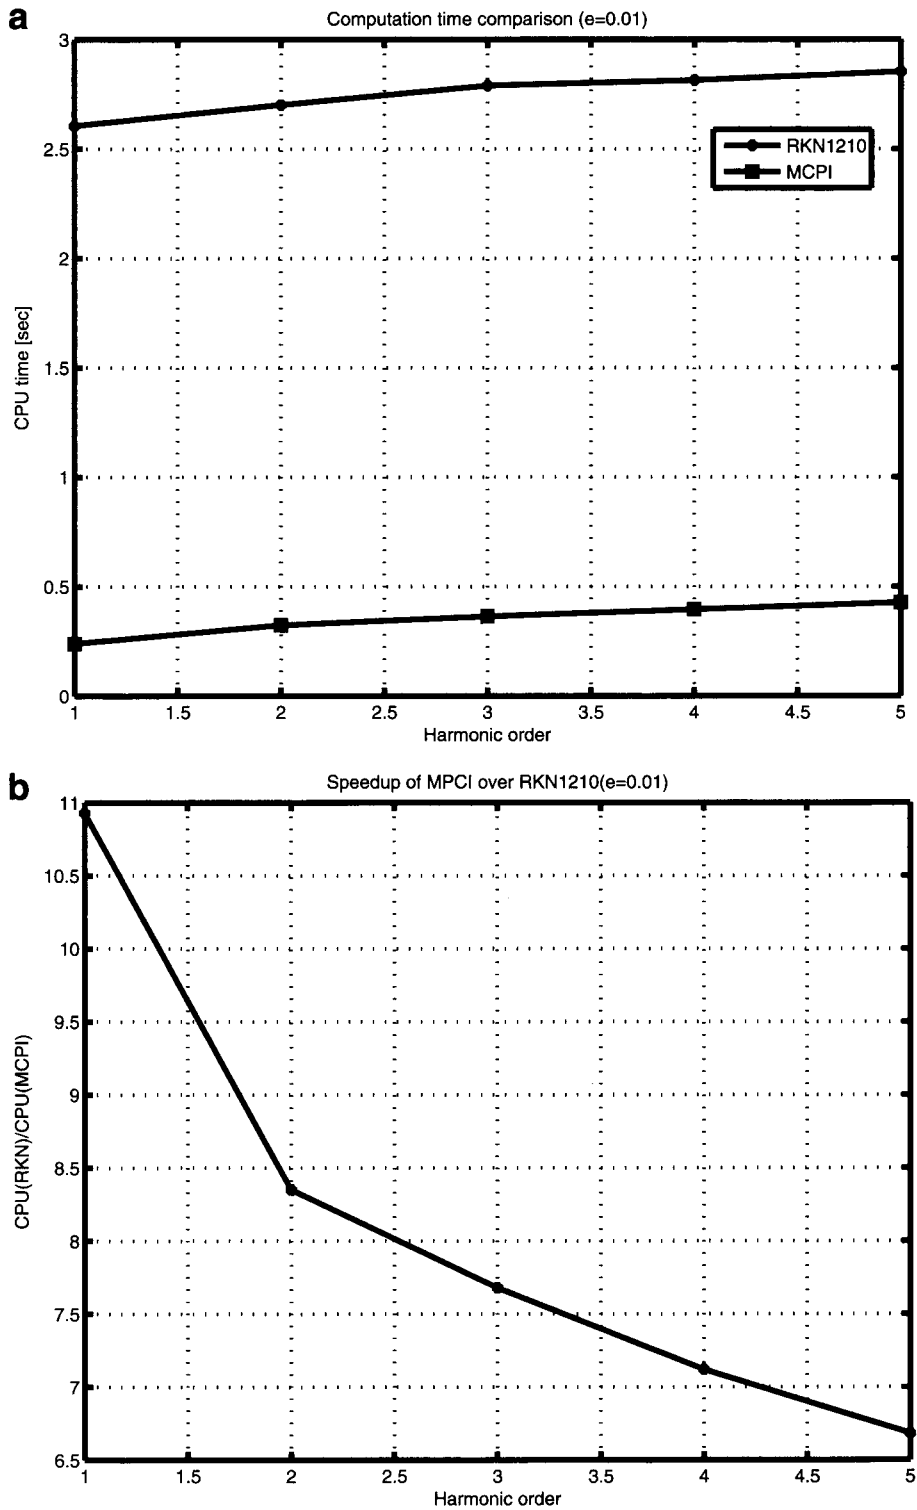 a
Computation time comparison (e=0.01)
3
2.5
2
1.5
1
0.5
0
CPU time [sec]
RKN1210
MCPI
1 1.5 2 2.5 3 3.5 4 4.5 5
Harmonic order
b
Speedup of MPCI over RKN1210(e=0.01)
11
10.5
10
9.5
9
8.5
8
7.5
7
6.5
CPU(RKN)/CPU(MCPI)
1 1.5 2 2.5 3 3.5 4 4.5 5
Harmonic order